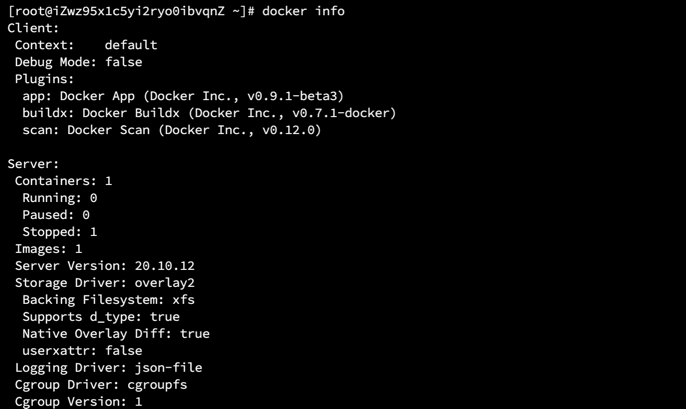 [root@iZwz95x1c5yi2ryo0ibvqnZ ~]# docker info
Client:
 Context:    default
 Debug Mode: false
 Plugins:
  app: Docker App (Docker Inc., v0.9.1-beta3)
  buildx: Docker Buildx (Docker Inc., v0.7.1-docker)
  scan: Docker Scan (Docker Inc., v0.12.0)

Server:
 Containers: 1
  Running: 0
  Paused: 0
  Stopped: 1
 Images: 1
 Server Version: 20.10.12
 Storage Driver: overlay2
  Backing Filesystem: xfs
  Supports d_type: true
  Native Overlay Diff: true
  userxattr: false
 Logging Driver: json-file
 Cgroup Driver: cgroupfs
 Cgroup Version: 1